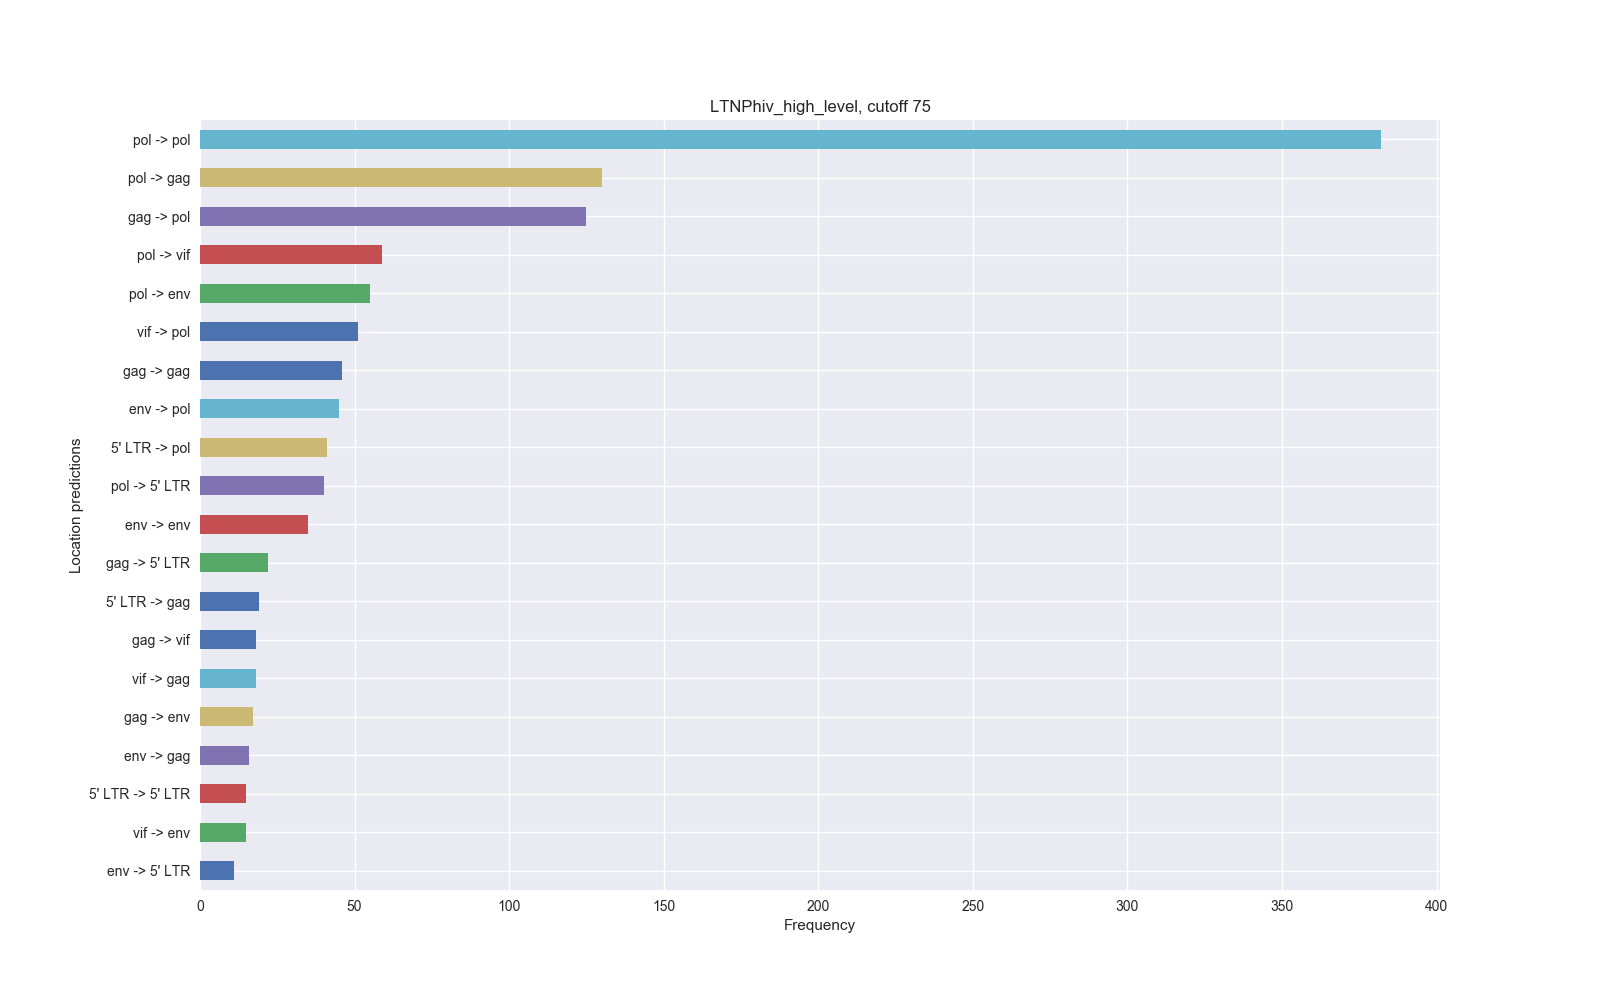 LTNPhiv_high_level, cutoff 75
pol -> pol
pol -> gag
gag -> pol
pol -> vif
pol -> env
vif -> pol
gag -> gag
env -> pol
5' LTR -> pol
pol -> 5' LTR
env -> env
gag -> 5' LTR
5' LTR -> gag
gag -> vif
vif -> gag
gag -> env
env -> gag
5' LTR -> 5' LTR
vif -> env
env -> 5' LTR
Location predictions
0 50 100 150 200 250 300 350 400
Frequency